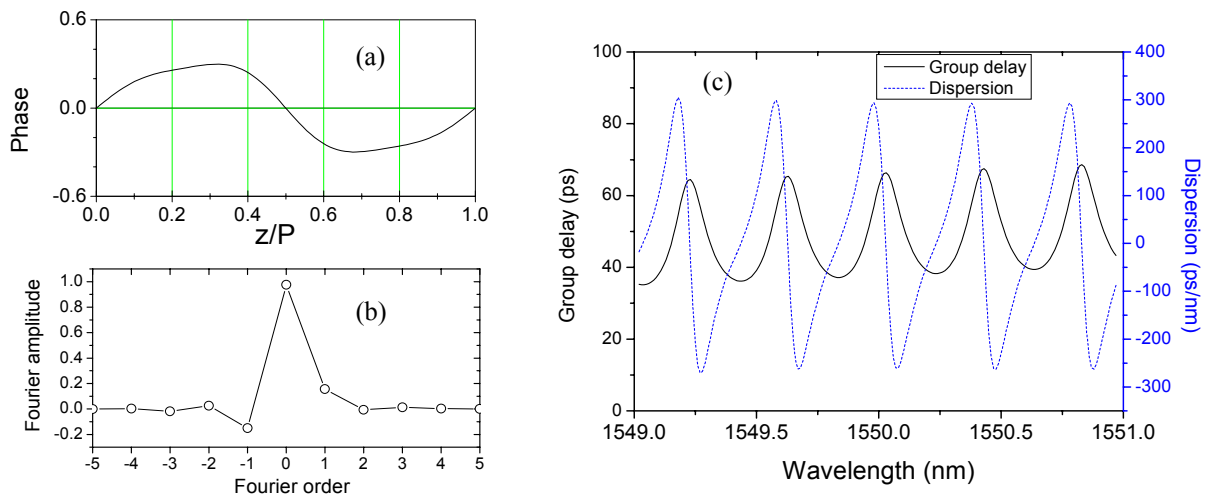 0.6
0.0
-0.6
Phase
(a)
0.0 0.2 0.4 0.6 0.8 1.0
z/P
1.0
0.8
0.6
0.4
0.2
0.0
-0.2
Fourier amplitude
(b)
-5 -4 -3 -2 -1 0 1 2 3 4 5
Fourier order
100
80
60
40
20
0
Group delay (ps)
(c)
Group delay
Dispersion
400
300
200
100
0
-100
-200
-300
Dispersion (ps/nm)
1549.0 1549.5 1550.0 1550.5 1551.0
Wavelength (nm)